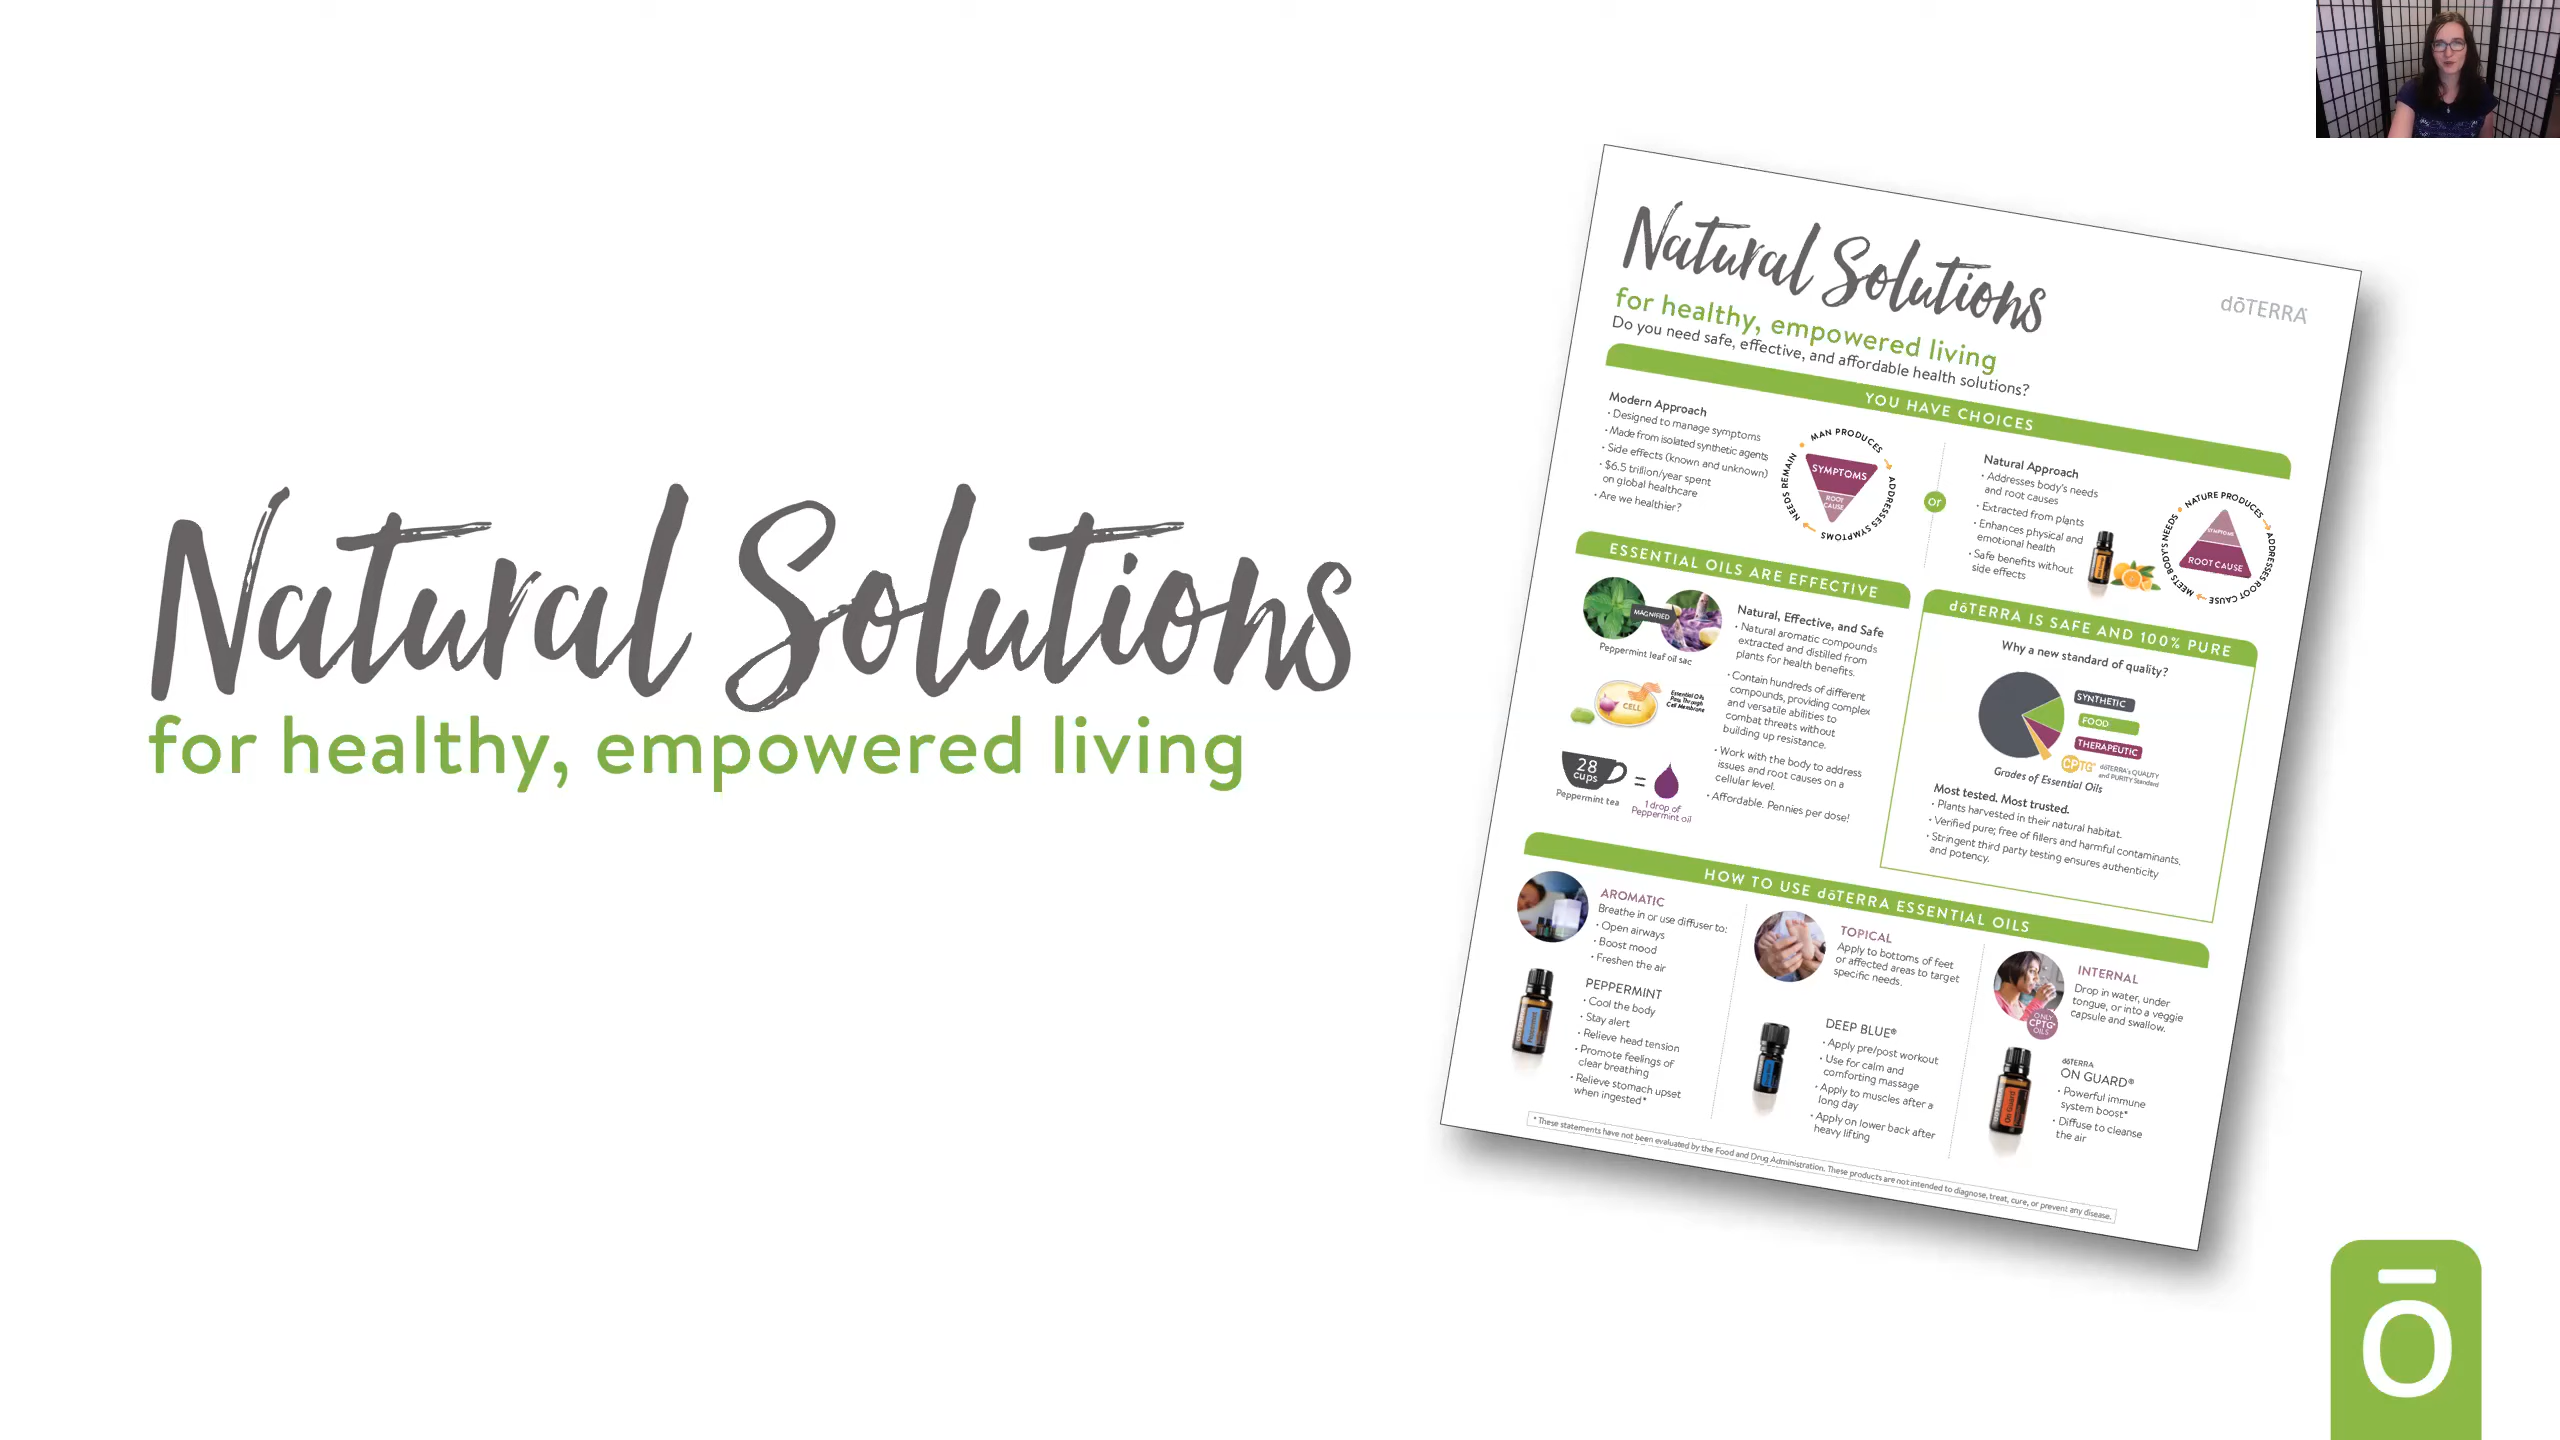 Natural Solutions
for healthy, empowered living
Natural Solutions
for healthy, empowered living
Do you need safe, effective, and affordable health solutions?
dōTERRA
YOU HAVE CHOICES
Modern Approach
• Designed to manage symptoms
• Made from isolated synthetic agents
• Side effects (known and unknown)
• $6.5 trillion/year spent
on global healthcare
• Are we healthier?
MAN PRODUCES
ADDRESSES SYMPTOMS
NEEDS REMAIN
SYMPTOMS
ROOT
CAUSE
or
Natural Approach
• Addresses body's needs
and root causes
• Extracted from plants
• Enhances physical and
emotional health
• Safe benefits without
side effects
NATURE PRODUCES
ADDRESSES ROOT CAUSE
MEETS BODY'S NEEDS
SYMPTOMS
ROOT CAUSE
ESSENTIAL OILS ARE EFFECTIVE
MAGNIFIED
Peppermint leaf oil sac
CELL
Essential Oils
Pass Through
Cell Membrane
28
cups
=
Peppermint tea
1 drop of
Peppermint oil
Natural, Effective, and Safe
• Natural aromatic compounds
extracted and distilled from
plants for health benefits.
• Contain hundreds of different
compounds, providing complex
and versatile abilities to
combat threats without
building up resistance.
• Work with the body to address
issues and root causes on a
cellular level.
• Affordable. Pennies per dose!
dōTERRA IS SAFE AND 100% PURE
Why a new standard of quality?
SYNTHETIC
FOOD
THERAPEUTIC
CPTG®
dōTERRA's QUALITY
and PURITY Standard
Grades of Essential Oils
Most tested. Most trusted.
• Plants harvested in their natural habitat.
• Verified pure; free of fillers and harmful contaminants.
• Stringent third party testing ensures authenticity
and potency.
HOW TO USE dōTERRA ESSENTIAL OILS
AROMATIC
Breathe in or use diffuser to:
• Open airways
• Boost mood
• Freshen the air
PEPPERMINT
• Cool the body
• Stay alert
• Relieve head tension
• Promote feelings of
clear breathing
• Relieve stomach upset
when ingested*
TOPICAL
Apply to bottoms of feet
or affected areas to target
specific needs.
DEEP BLUE®
• Apply pre/post workout
• Use for calm and
comforting massage
• Apply to muscles after a
long day
• Apply on lower back after
heavy lifting
INTERNAL
Drop in water, under
tongue, or into a veggie
capsule and swallow.
ONLY
CPTG®
OILS
dōTERRA
ON GUARD®
• Powerful immune
system boost*
• Diffuse to cleanse
the air
Peppermint
On Guard
* These statements have not been evaluated by the Food and Drug Administration. These products are not intended to diagnose, treat, cure, or prevent any disease.
ō